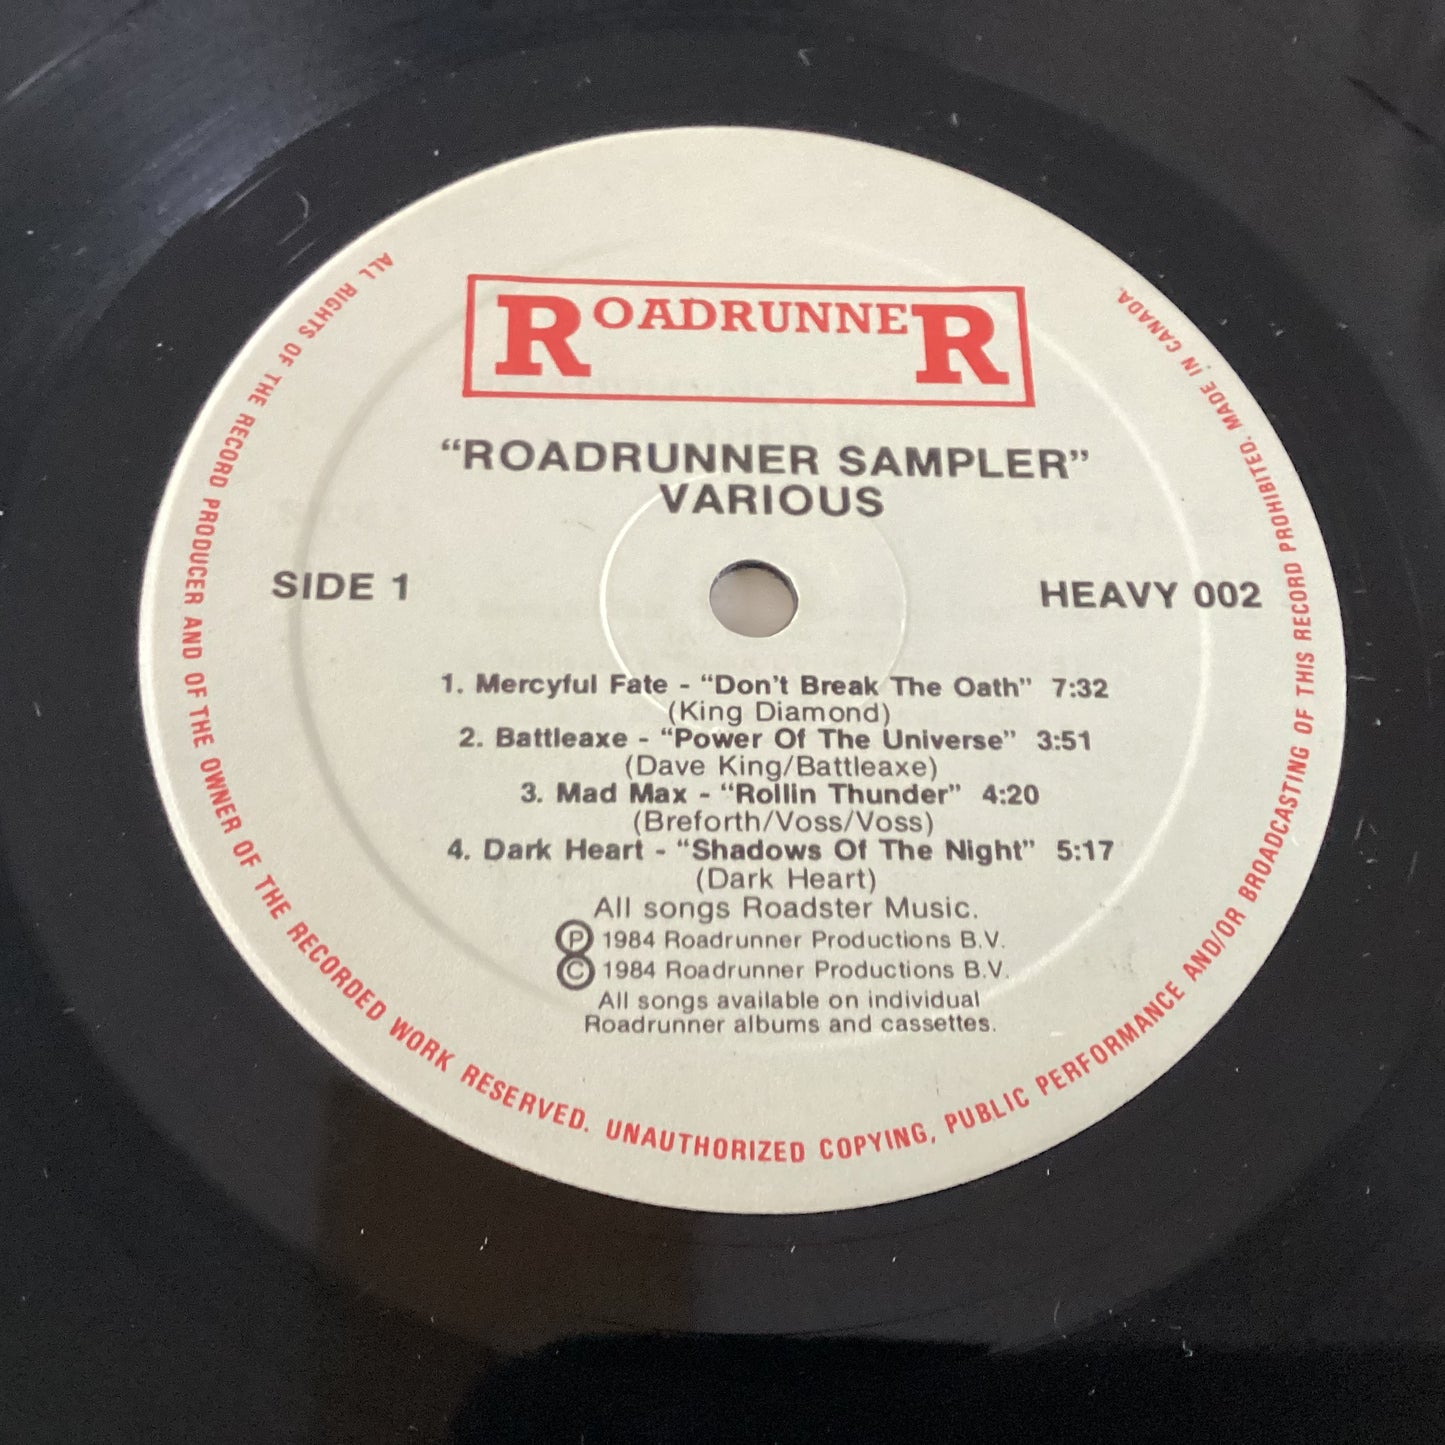 ROADRUNNER
“ROADRUNNER SAMPLER”
VARIOUS
SIDE 1
HEAVY 002
1. Mercyful Fate - “Don't Break The Oath” 7:32
(King Diamond)
2. Battleaxe - “Power Of The Universe” 3:51
(Dave King/Battleaxe)
3. Mad Max - “Rollin Thunder” 4:20
(Breforth/Voss/Voss)
4. Dark Heart - “Shadows Of The Night” 5:17
(Dark Heart)
All songs Roadster Music.
Ⓟ 1984 Roadrunner Productions B.V.
© 1984 Roadrunner Productions B.V.
All songs available on individual
Roadrunner albums and cassettes.
ALL RIGHTS OF THE RECORD PRODUCER AND OF THE OWNER OF THE RECORDED WORK RESERVED. UNAUTHORIZED COPYING, PUBLIC PERFORMANCE AND/OR BROADCASTING OF THIS RECORD PROHIBITED. MADE IN CANADA.